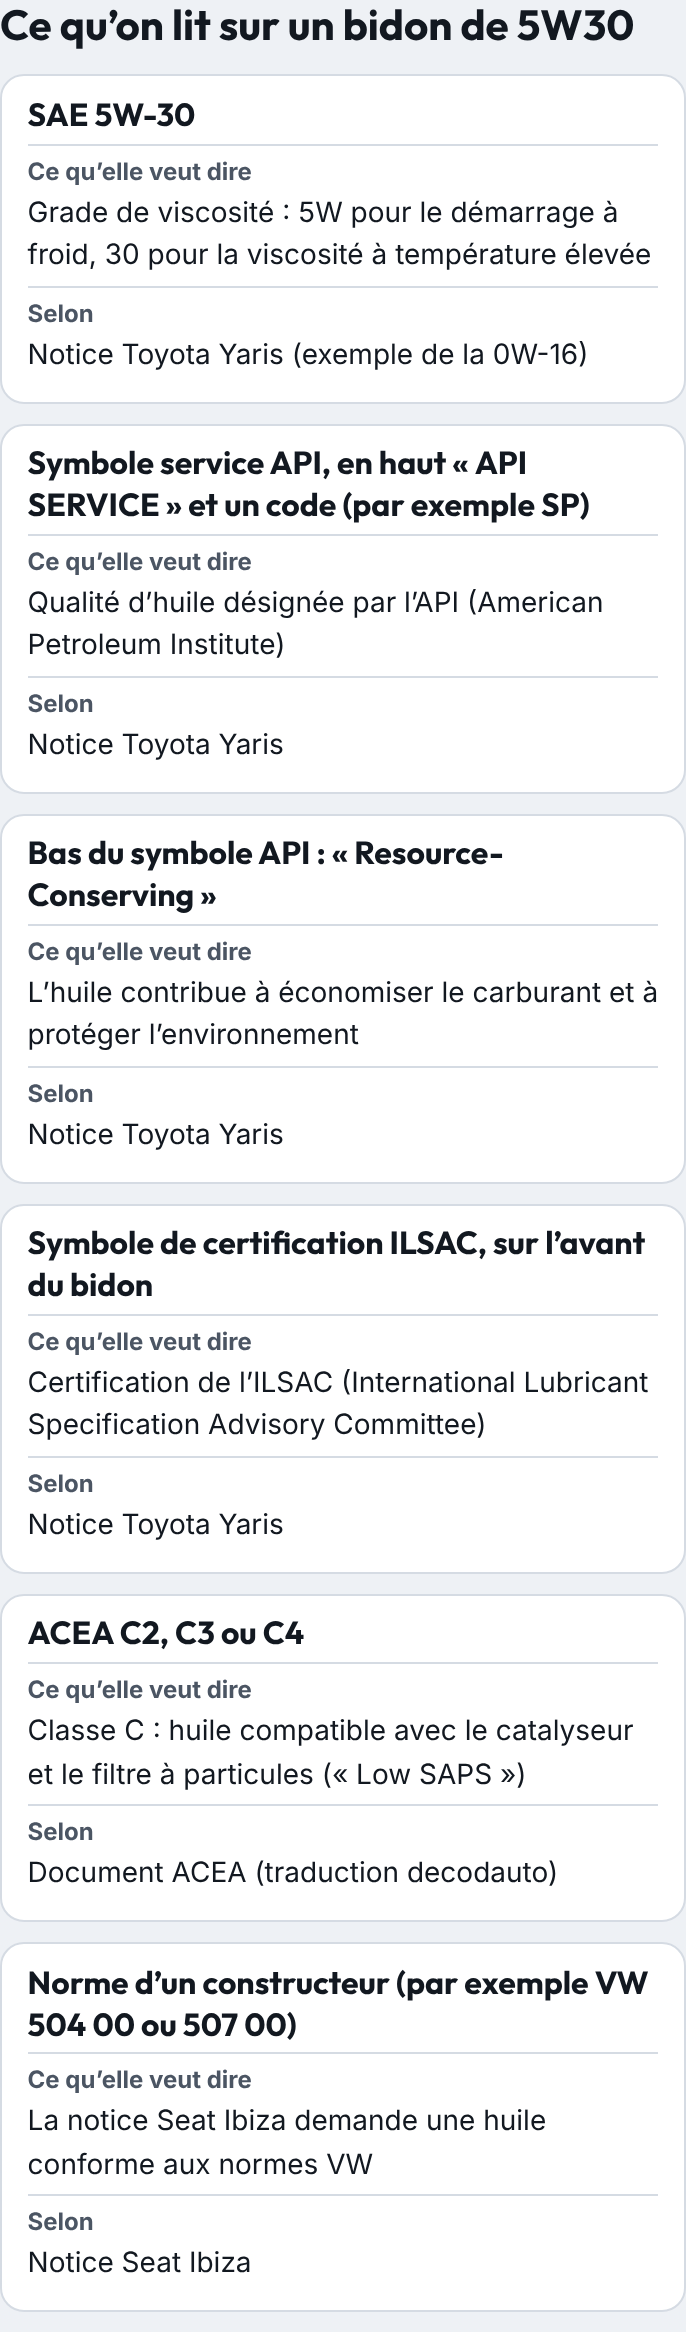 Ce qu’on lit sur un bidon de 5W30
SAE 5W-30
Ce qu’elle veut dire
Grade de viscosité : 5W pour le démarrage à
froid, 30 pour la viscosité à température élevée
Selon
Notice Toyota Yaris (exemple de la 0W-16)
Symbole service API, en haut « API
SERVICE » et un code (par exemple SP)
Ce qu’elle veut dire
Qualité d’huile désignée par l’API (American
Petroleum Institute)
Selon
Notice Toyota Yaris
Bas du symbole API : « Resource-
Conserving »
Ce qu’elle veut dire
L’huile contribue à économiser le carburant et à
protéger l’environnement
Selon
Notice Toyota Yaris
Symbole de certification ILSAC, sur l’avant
du bidon
Ce qu’elle veut dire
Certification de l’ILSAC (International Lubricant
Specification Advisory Committee)
Selon
Notice Toyota Yaris
ACEA C2, C3 ou C4
Ce qu’elle veut dire
Classe C : huile compatible avec le catalyseur
et le filtre à particules (« Low SAPS »)
Selon
Document ACEA (traduction decodauto)
Norme d’un constructeur (par exemple VW
504 00 ou 507 00)
Ce qu’elle veut dire
La notice Seat Ibiza demande une huile
conforme aux normes VW
Selon
Notice Seat Ibiza